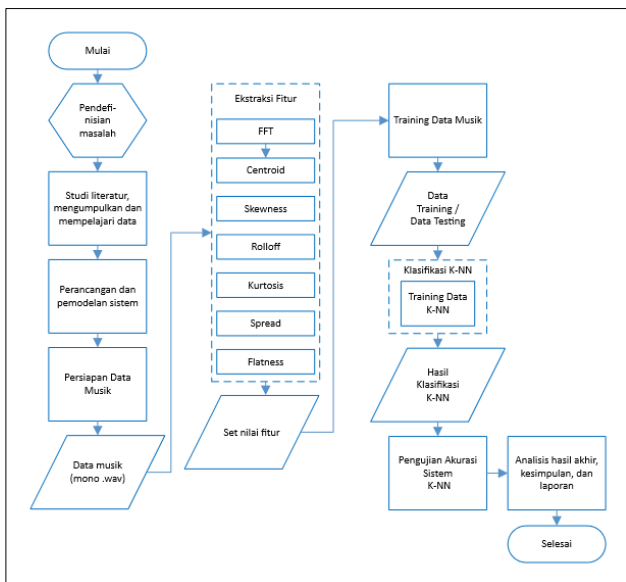 Mulai
Pendefi-
nisian
masalah
Studi literatur,
mengumpulkan dan
mempelajari data
Perancangan dan
pemodelan sistem
Persiapan Data
Musik
Data musik
(mono .wav)
Ekstraksi Fitur
FFT
Centroid
Skewness
Rolloff
Kurtosis
Spread
Flatness
Set nilai fitur
Training Data Musik
Data
Training /
Data Testing
Klasifikasi K-NN
Training Data
K-NN
Hasil
Klasifikasi
K-NN
Pengujian Akurasi
Sistem
K-NN
Analisis hasil akhir,
kesimpulan, dan
laporan
Selesai